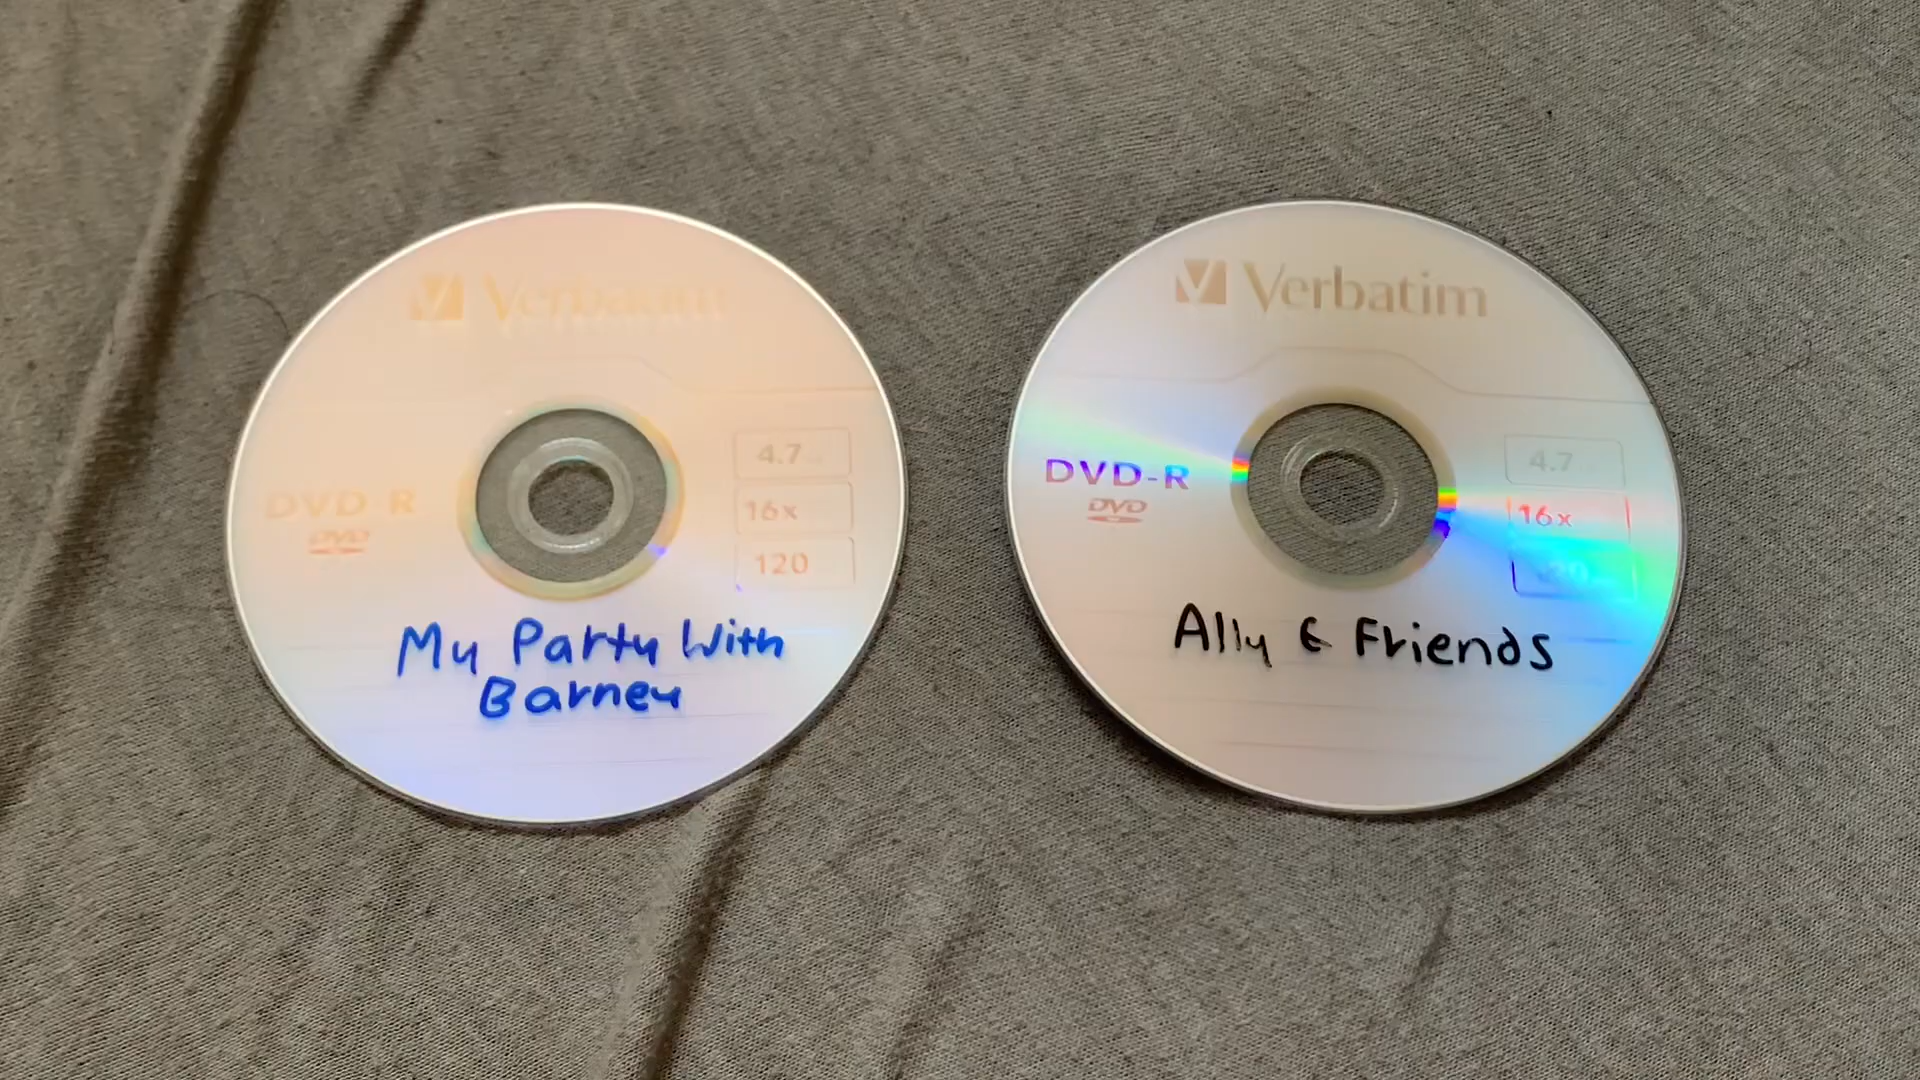 Verbatim
DVD-R
DVD
4.7
16x
120
My Party With
Barney
Verbatim
DVD-R
DVD
4.7
16x
Ally & Friends